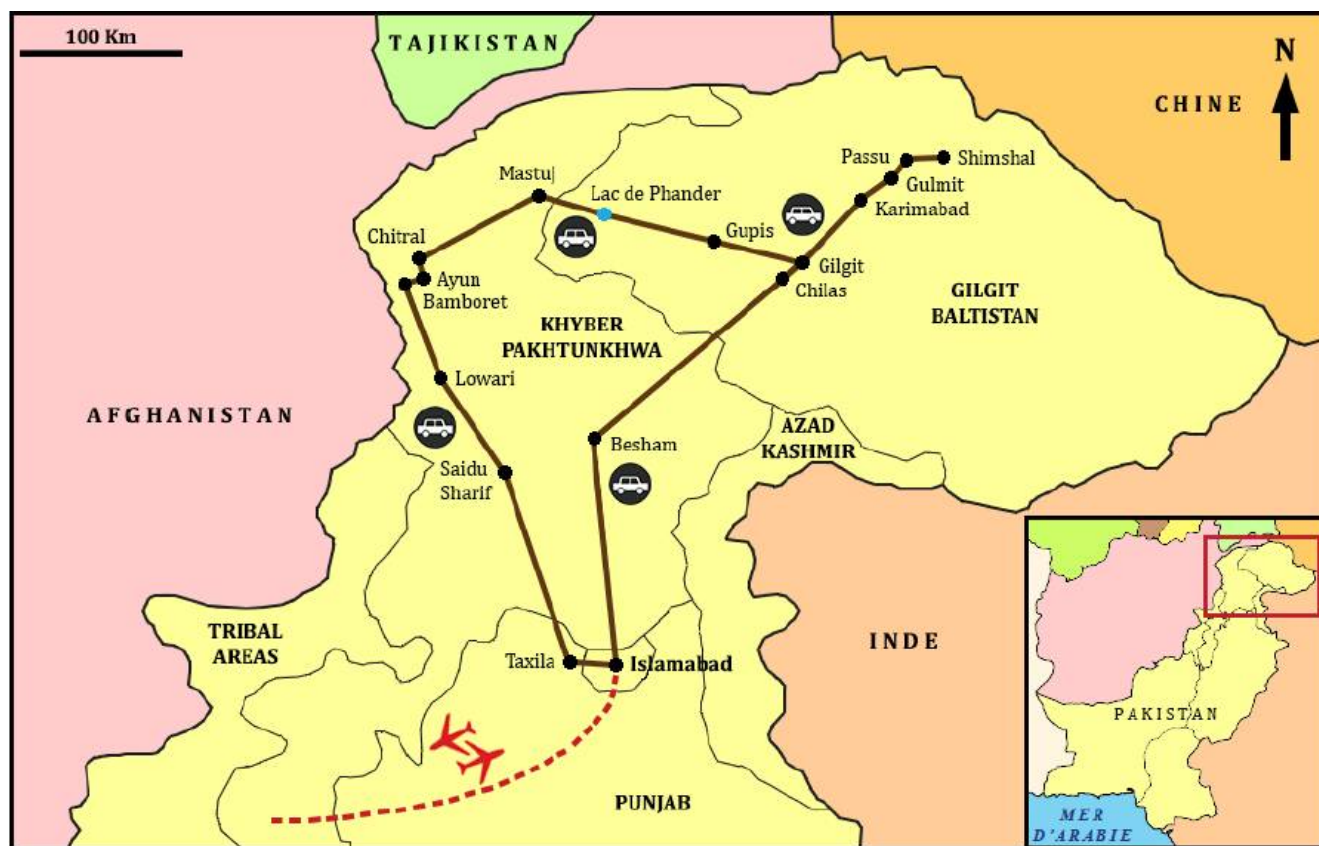 100 Km
TAJIKISTAN
N
CHINE
Passu
Shimshal
Mastuj
Gulmit
Lac de Phander
Karimabad
Chitral
Gupis
Gilgit
Ayun
Chilas
Bamboret
GILGIT
BALTISTAN
KHYBER
PAKHTUNKHWA
Lowari
AFGHANISTAN
AZAD
KASHMIR
Besham
Saidu
Sharif
TRIBAL
AREAS
INDE
Taxila
Islamabad
PUNJAB
PAKISTAN
MER
D'ARABIE